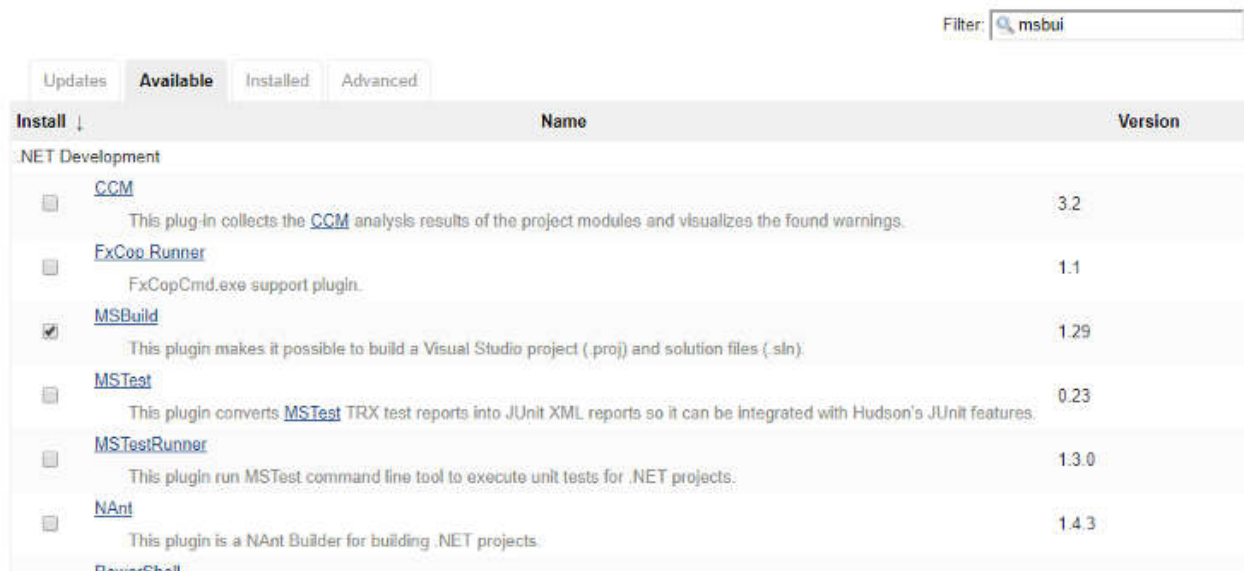 Filter: msbui
Updates Available Installed Advanced
Install ↓ Name Version
.NET Development
CCM
This plug-in collects the CCM analysis results of the project modules and visualizes the found warnings.
3.2
FxCop Runner
FxCopCmd.exe support plugin.
1.1
MSBuild
This plugin makes it possible to build a Visual Studio project (.proj) and solution files (.sln).
1.29
MSTest
This plugin converts MSTest TRX test reports into JUnit XML reports so it can be integrated with Hudson's JUnit features.
0.23
MSTestRunner
This plugin run MSTest command line tool to execute unit tests for .NET projects.
1.3.0
NAnt
This plugin is a NAnt Builder for building .NET projects.
1.4.3
PowerShell